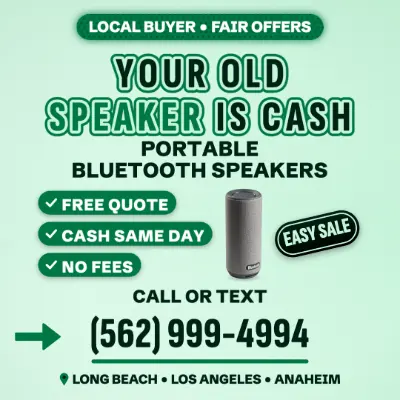 LOCAL BUYER • FAIR OFFERS
YOUR OLD
SPEAKER IS CASH
PORTABLE
BLUETOOTH SPEAKERS
✓ FREE QUOTE
✓ CASH SAME DAY
✓ NO FEES
EASY SALE
CALL OR TEXT
(562) 999-4994
LONG BEACH • LOS ANGELES • ANAHEIM